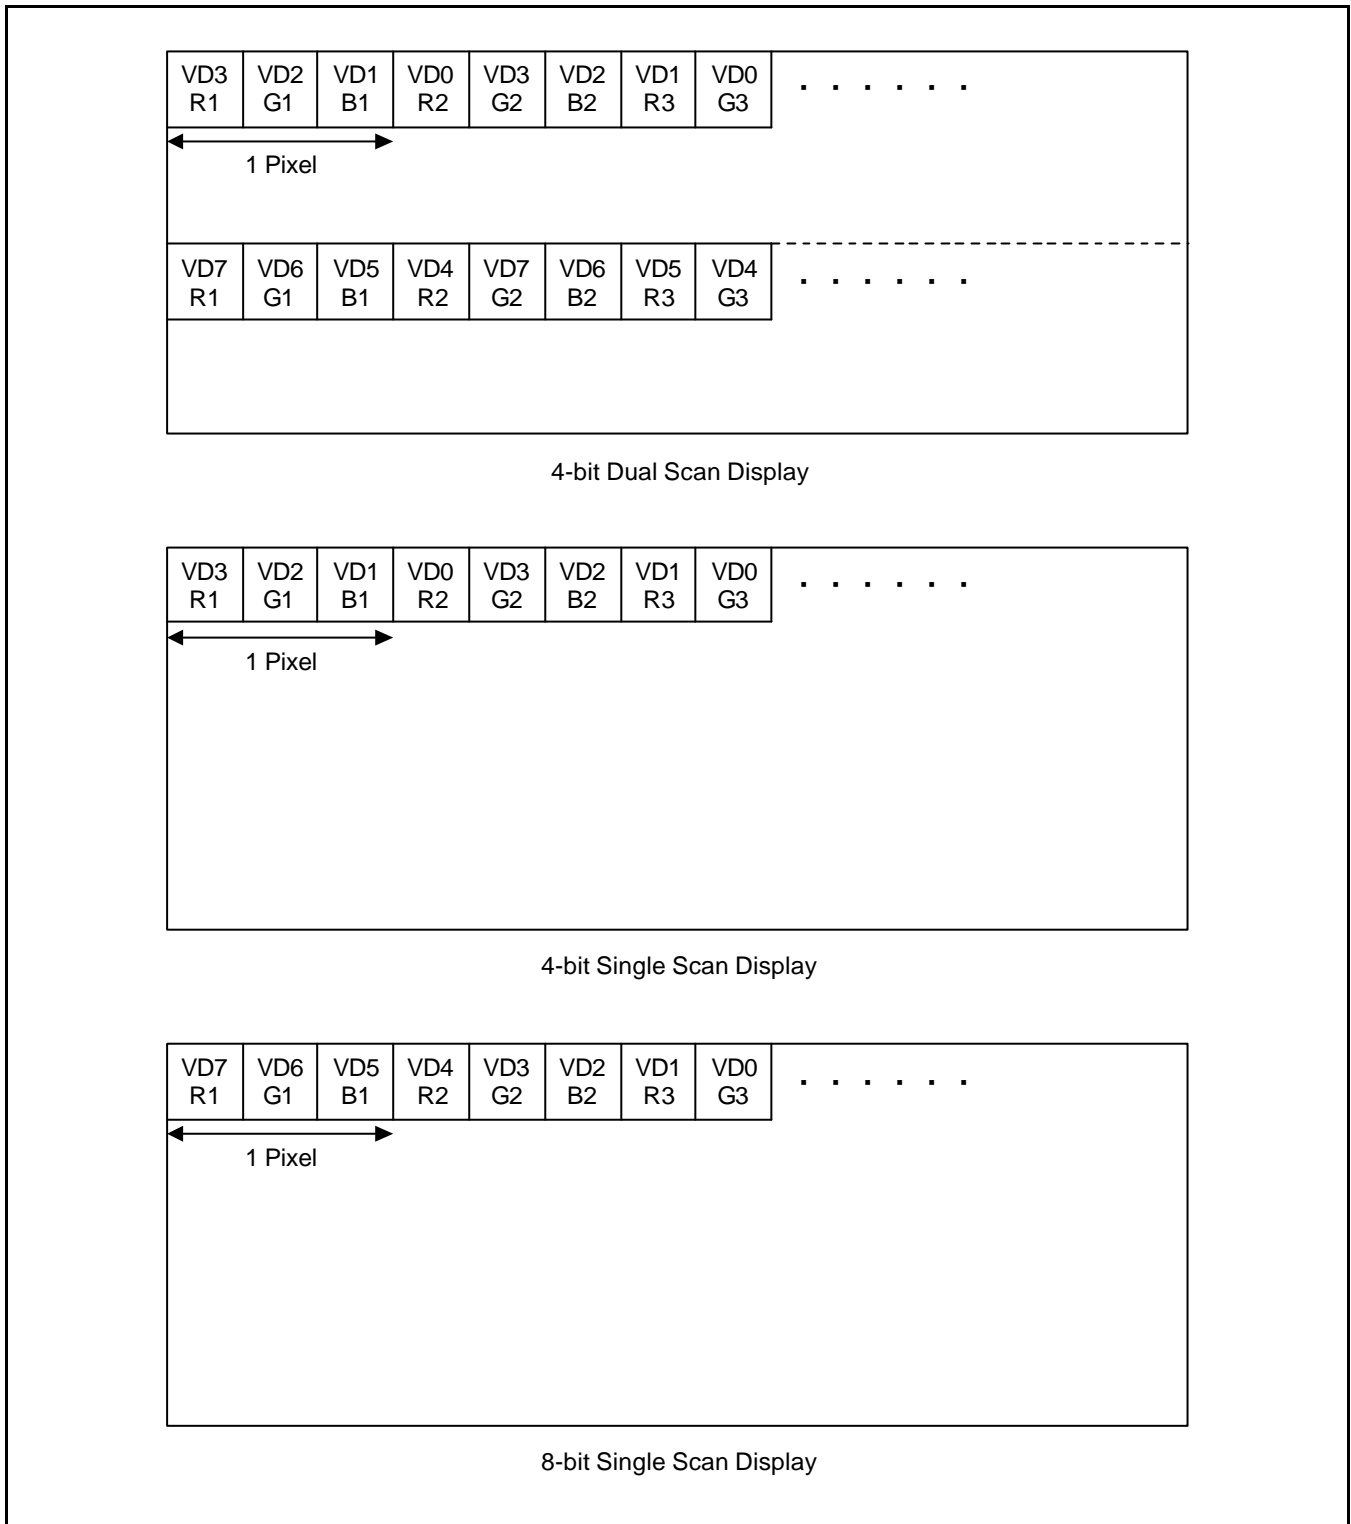 VD3 VD2 VD1 VD0 VD3 VD2 VD1 VD0 . . . . . .
R1 G1 B1 R2 G2 B2 R3 G3
1 Pixel
VD7 VD6 VD5 VD4 VD7 VD6 VD5 VD4 . . . . . .
R1 G1 B1 R2 G2 B2 R3 G3
4-bit Dual Scan Display
VD3 VD2 VD1 VD0 VD3 VD2 VD1 VD0 . . . . . .
R1 G1 B1 R2 G2 B2 R3 G3
1 Pixel
4-bit Single Scan Display
VD7 VD6 VD5 VD4 VD3 VD2 VD1 VD0 . . . . . .
R1 G1 B1 R2 G2 B2 R3 G3
1 Pixel
8-bit Single Scan Display